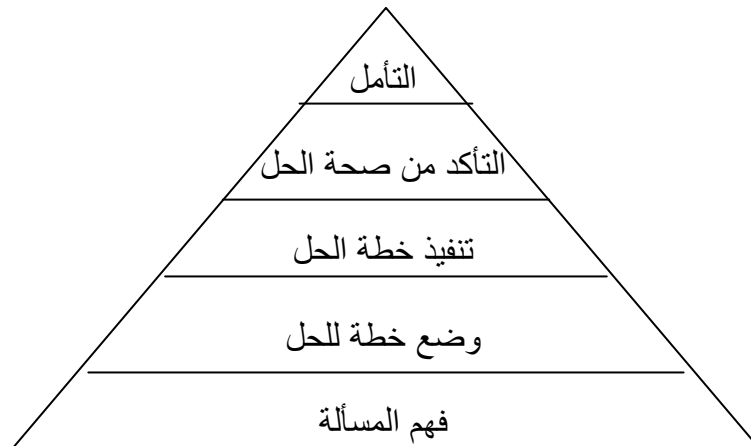 التأمل
التأكد من صحة الحل
تنفيذ خطة الحل
وضع خطة للحل
فهم المسألة